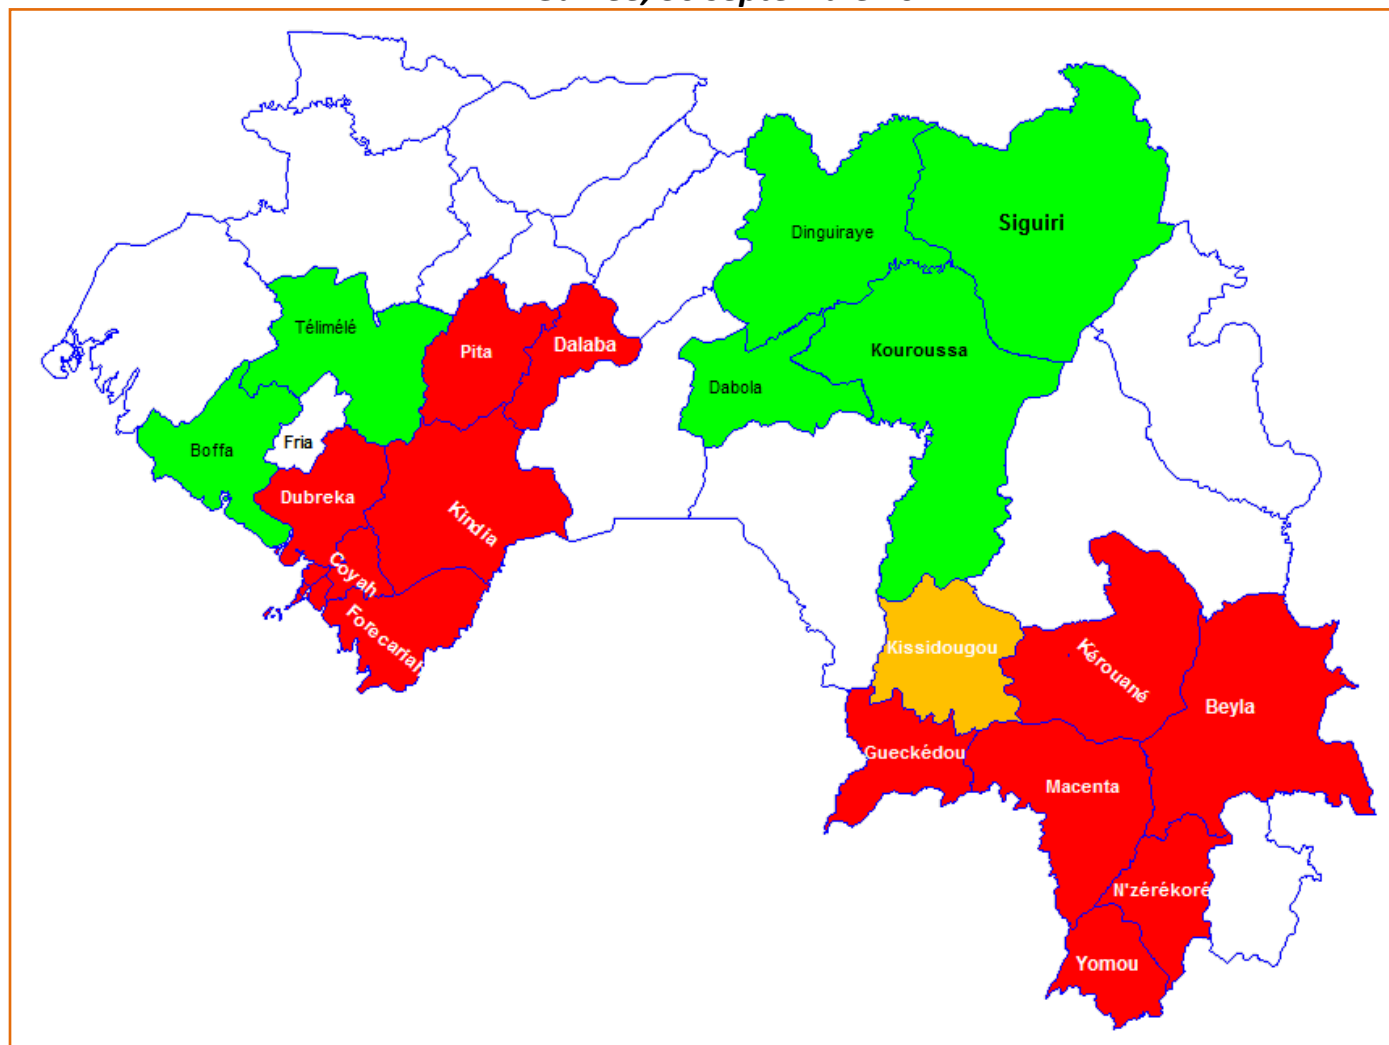 Siguiri
Dinguiraye
Télimélé
Pita
Dalaba
Kouroussa
Dabola
Fria
Boffa
Dubreka
Kindia
Coyah
Forecariah
Kissidougou
Kérouané
Beyla
Gueckédou
Macenta
N'zérékoré
Yomou